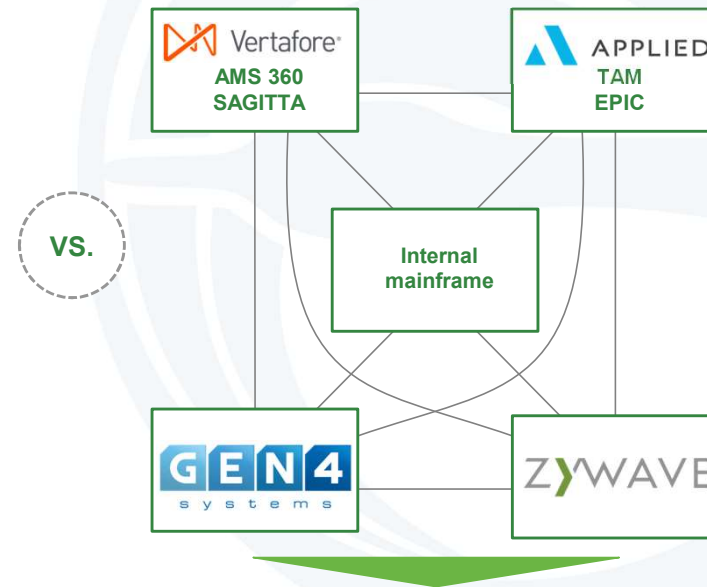 Vertafore®
AMS 360
SAGITTA
APPLIED
TAM
EPIC
VS.
Internal
mainframe
GEN4
systems
ZYWAVE